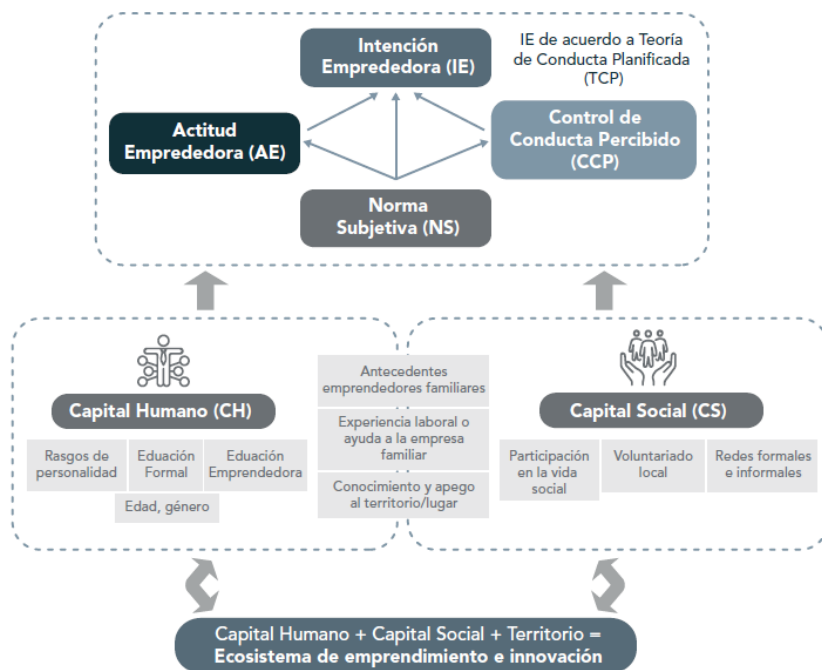 Intención
Empredora (IE)
IE de acuerdo a Teoría
de Conducta Planificada
(TCP)
Actitud
Emprededora (AE)
Control de
Conducta Percibido
(CCP)
Norma
Subjetiva (NS)
Capital Humano (CH)
Rasgos de
personalidad
Eduación
Formal
Eduación
Emprendedora
Edad, género
Antecedentes
emprendedores familiares
Experiencia laboral o
ayuda a la empresa
familiar
Conocimiento y apego
al territorio/lugar
Capital Social (CS)
Participación
en la vida
social
Voluntariado
local
Redes formales
e informales
Capital Humano + Capital Social + Territorio =
Ecosistema de emprendimiento e innovación